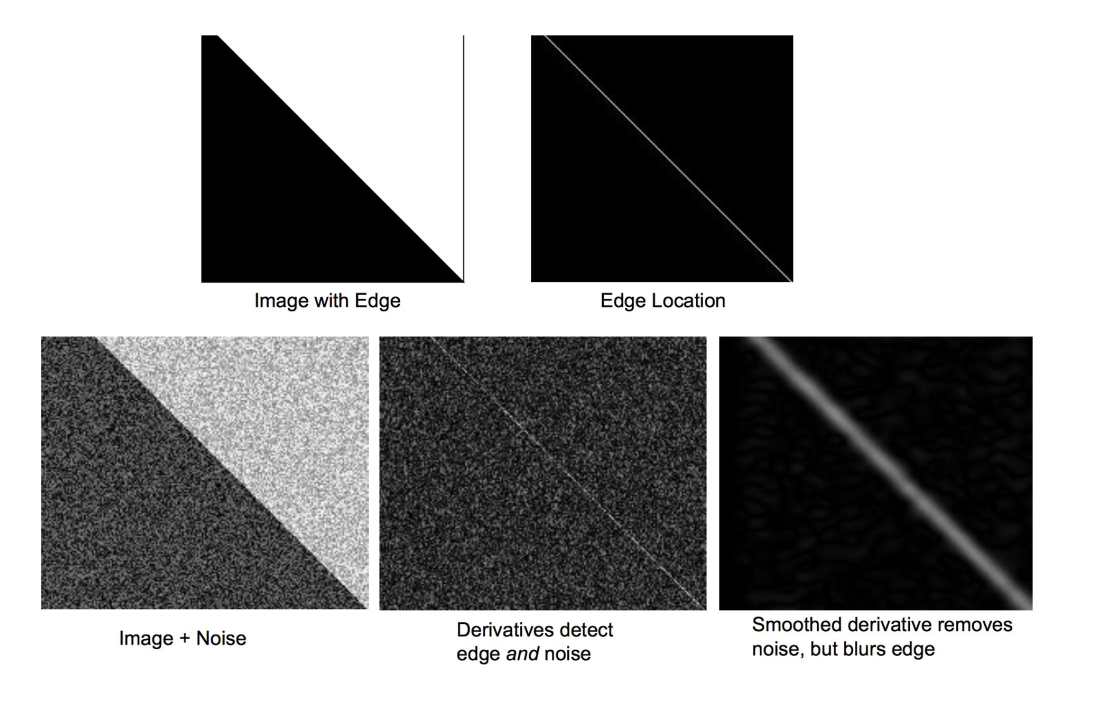 Image with Edge
Edge Location
Image + Noise
Derivatives detect
edge and noise
Smoothed derivative removes
noise, but blurs edge